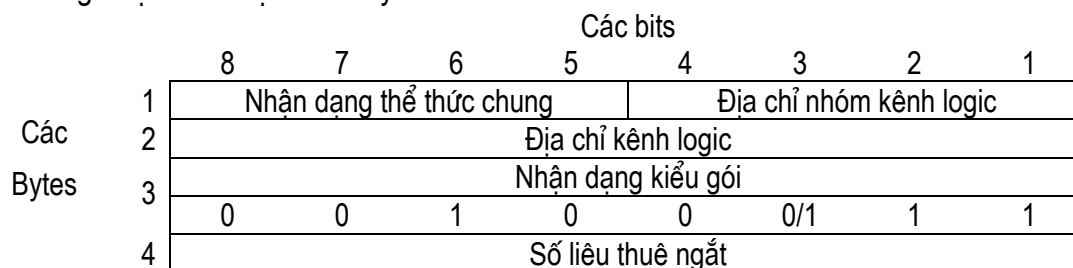 Các bits
8 7 6 5 4 3 2 1
1 Nhận dạng thể thức chung Địa chỉ nhóm kênh logic
Các 2 Địa chỉ kênh logic
Bytes 3 Nhận dạng kiểu gói
0 0 1 0 0 0/1 1 1
4 Số liệu thuê ngắt